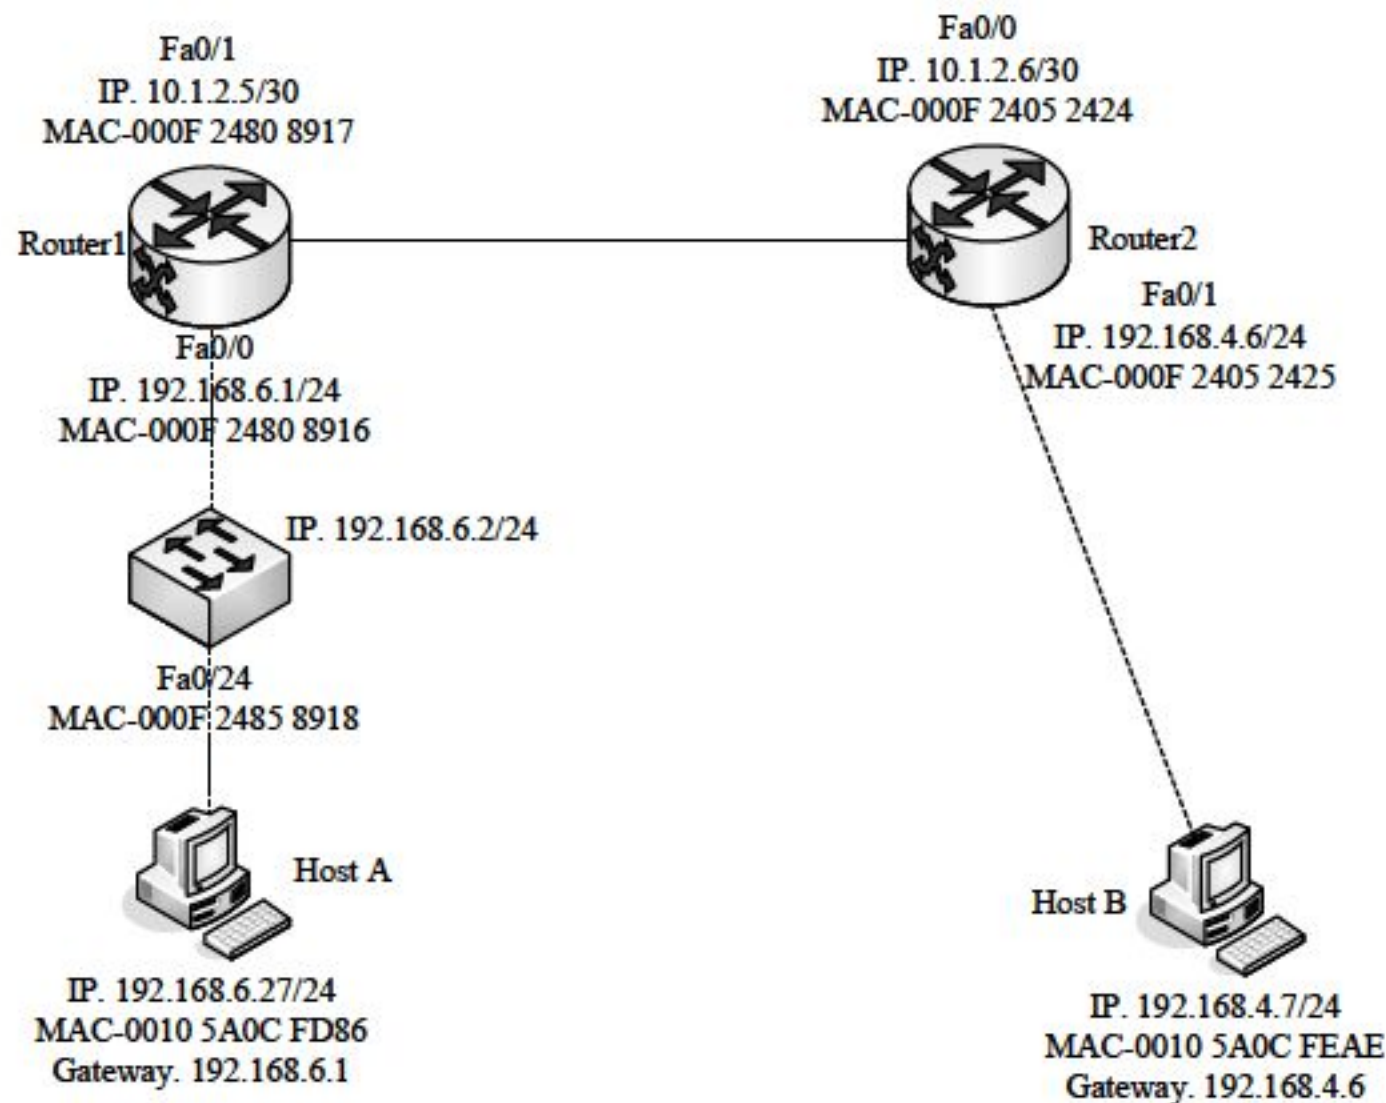 Fa0/1
IP. 10.1.2.5/30
MAC-000F 2480 8917
Router1
Fa0/0
IP. 192.168.6.1/24
MAC-000F 2480 8916
IP. 192.168.6.2/24
Fa0/24
MAC-000F 2485 8918
Host A
IP. 192.168.6.27/24
MAC-0010 5A0C FD86
Gateway. 192.168.6.1
Fa0/0
IP. 10.1.2.6/30
MAC-000F 2405 2424
Router2
Fa0/1
IP. 192.168.4.6/24
MAC-000F 2405 2425
Host B
IP. 192.168.4.7/24
MAC-0010 5A0C FEAE
Gateway. 192.168.4.6